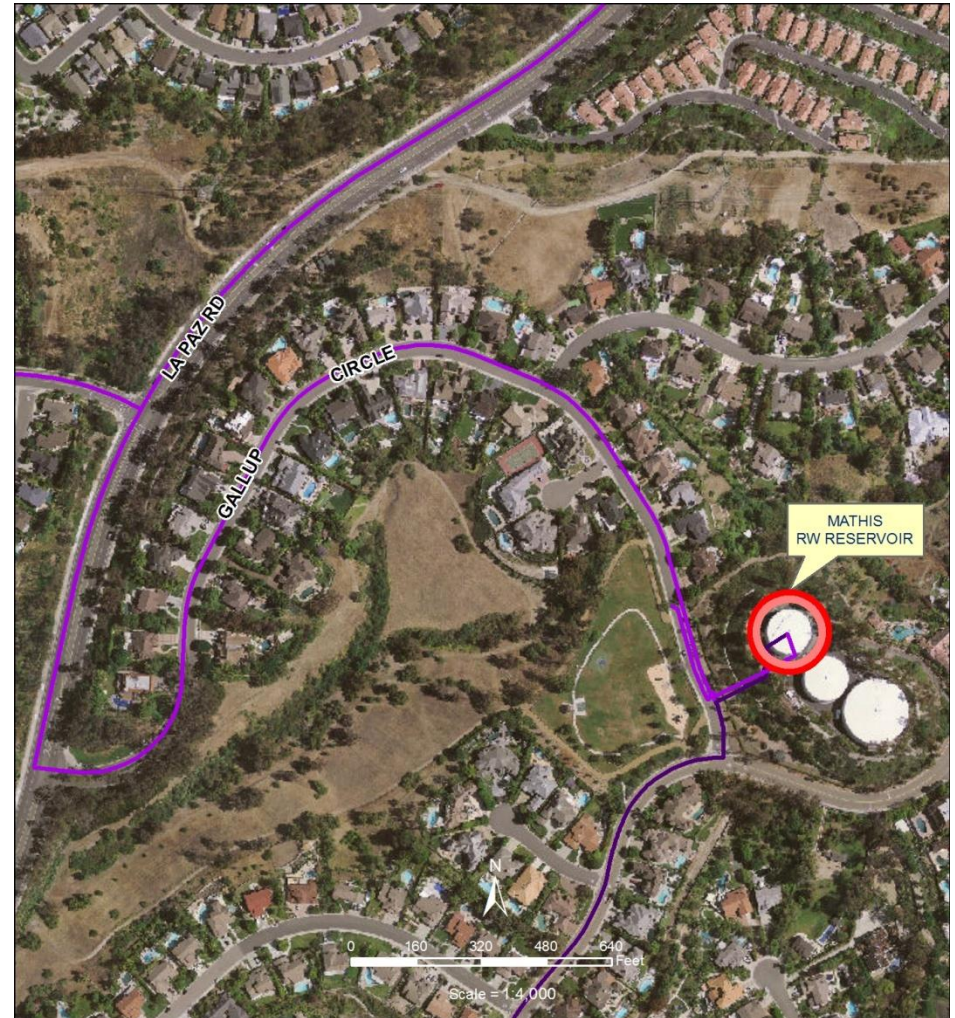 LA PAZ RD
CIRCLE
GALLUP
MATHIS
RW RESERVOIR
N
0 160 320 480 640
Feet
Scale = 1:4,000